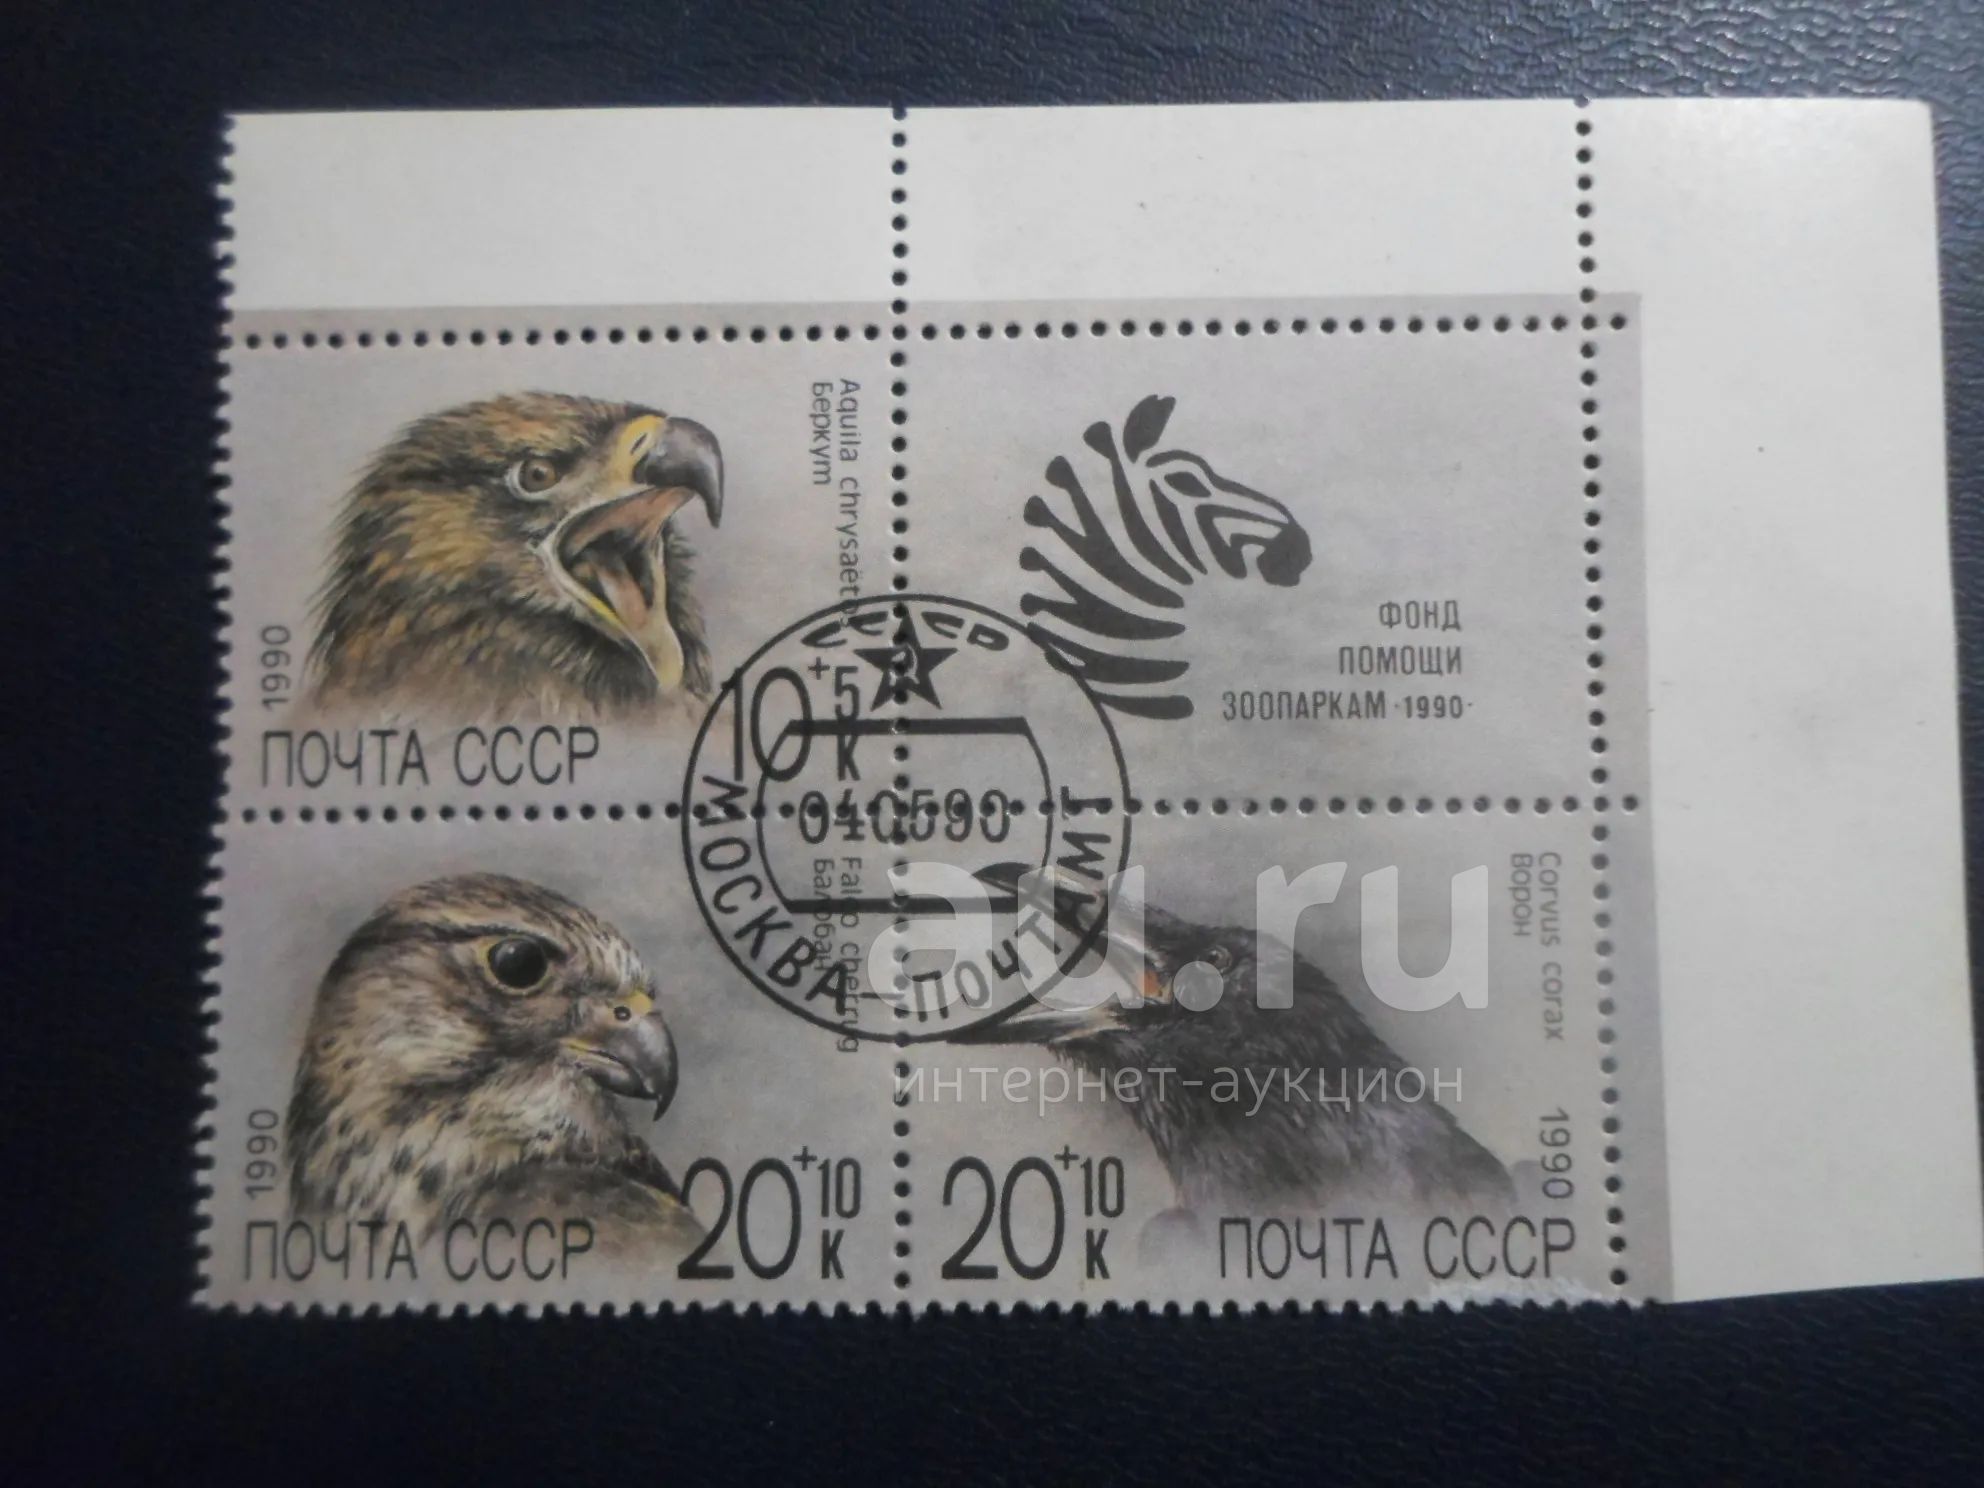 Aquila chrysaëtos
Беркут
1990
ПОЧТА СССР
10+5
К
ФОНД
ПОМОЩИ
ЗООПАРКАМ·1990·
СССР
040590
МОСКВА ПОЧТАМТ
Falco cherrug
Балобан
1990
ПОЧТА СССР
20+10
К
Corvus corax
Ворон
1990
20+10
К
ПОЧТА СССР
au.ru
интернет-аукцион